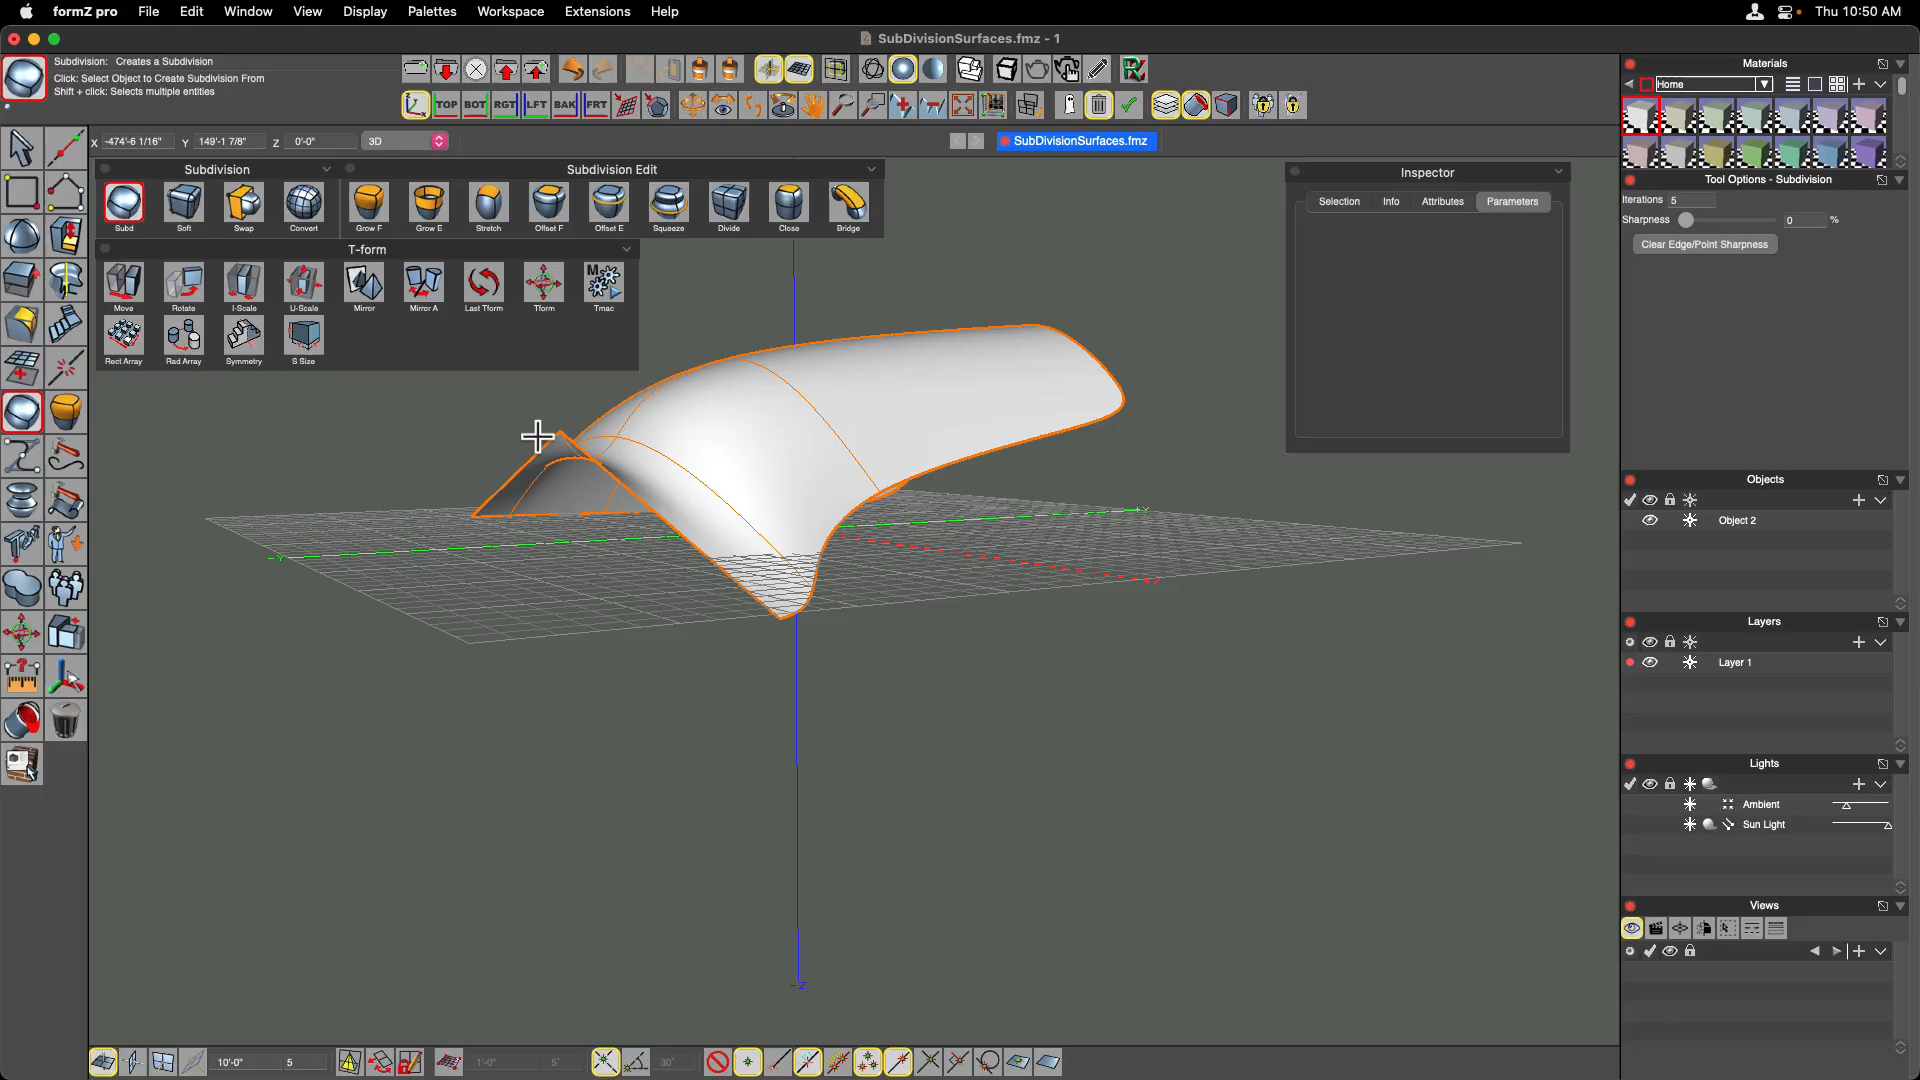 formZ pro File Edit Window View Display Palettes Workspace Extensions Help Thu 10:50 AM
SubDivisionSurfaces.fmz - 1
Subdivision: Creates a Subdivision
Click: Select Object to Create Subdivision From
Shift + click: Selects multiple entities
TOP BOT RGT LFT BAK FRT
X -474'-6 1/16" Y 149'-1 7/8" Z 0'-0" 3D
SubDivisionSurfaces.fmz
Subdivision
Subd Soft Swap Convert
Subdivision Edit
Grow F Grow E Stretch Offset F Offset E Squeeze Divide Close Bridge
T-form
Move Rotate I-Scale U-Scale Mirror Mirror A Last Tform Tform Tmac
Rect Array Rad Array Symmetry S Size
Inspector
Selection Info Attributes Parameters
Materials
Home
Tool Options - Subdivision
Iterations 5
Sharpness 0 %
Clear Edge/Point Sharpness
Objects
Object 2
Layers
Layer 1
Lights
Ambient
Sun Light
Views
-Z
10'-0" 5 1'-0" 5° 30°